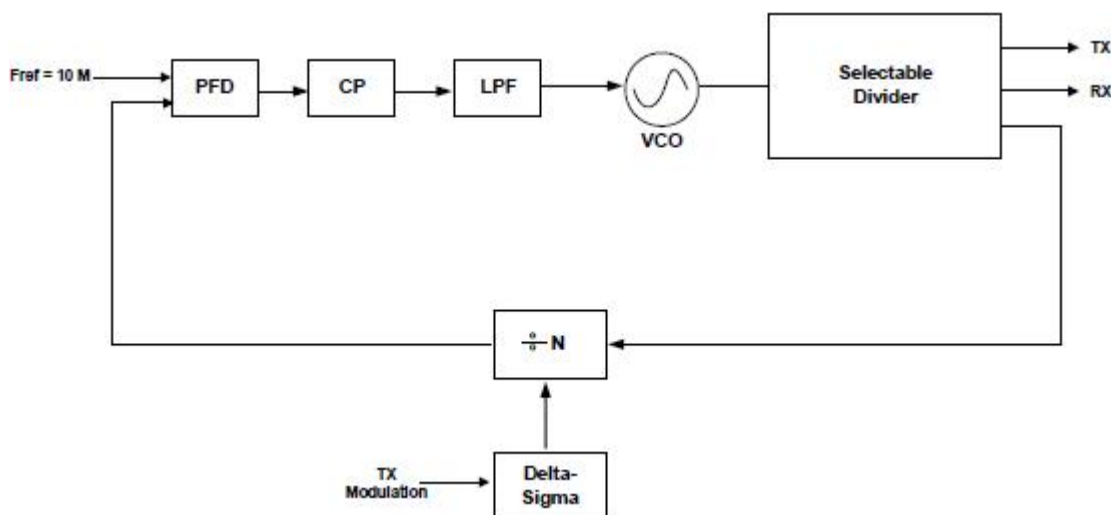 Fref = 10 M
PFD
CP
LPF
VCO
Selectable
Divider
TX
RX
÷ N
TX
Modulation
Delta-
Sigma